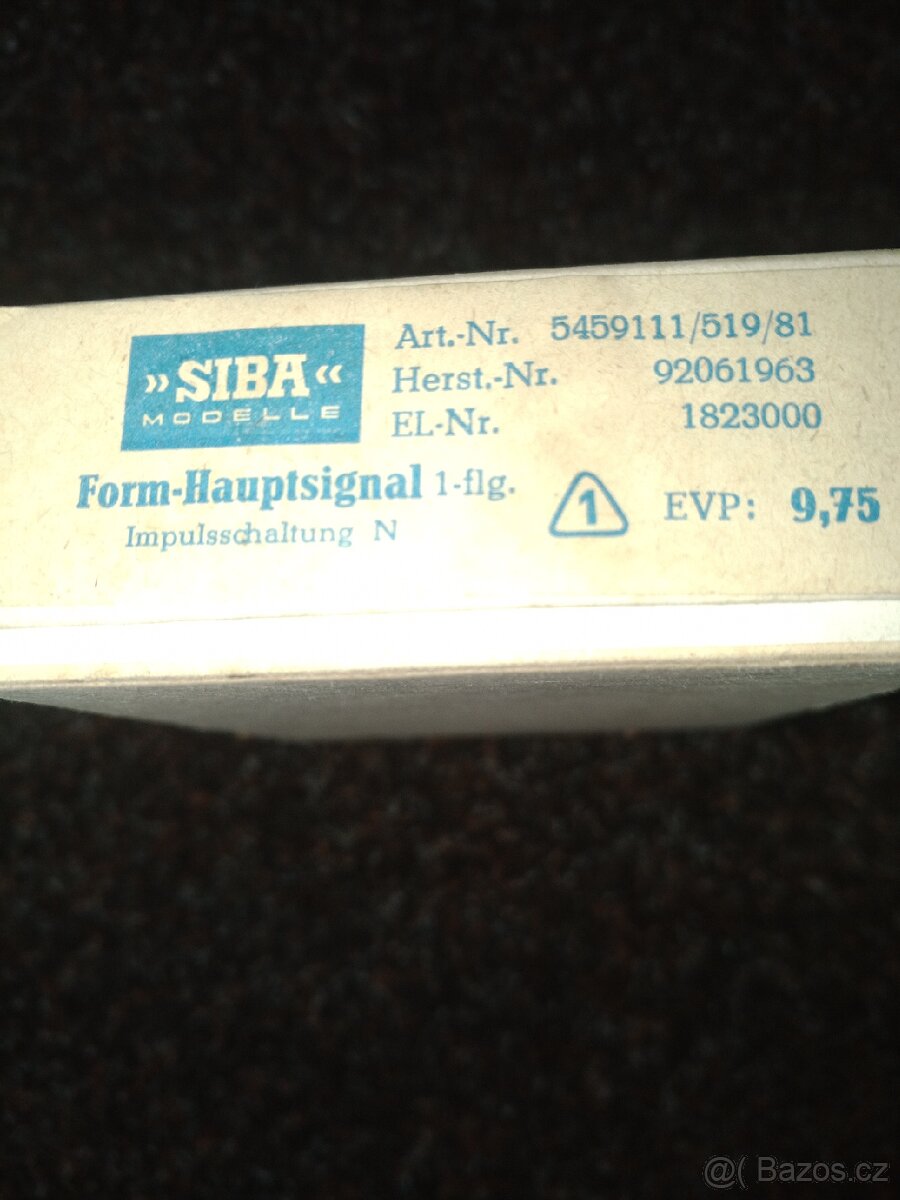 »SIBA«
MODELLE
Art.-Nr. 5459111/519/81
Herst.-Nr. 92061963
EL-Nr. 1823000
Form-Hauptsignal 1-flg.
Impulsschaltung N
1 EVP: 9,75
@( Bazos.cz